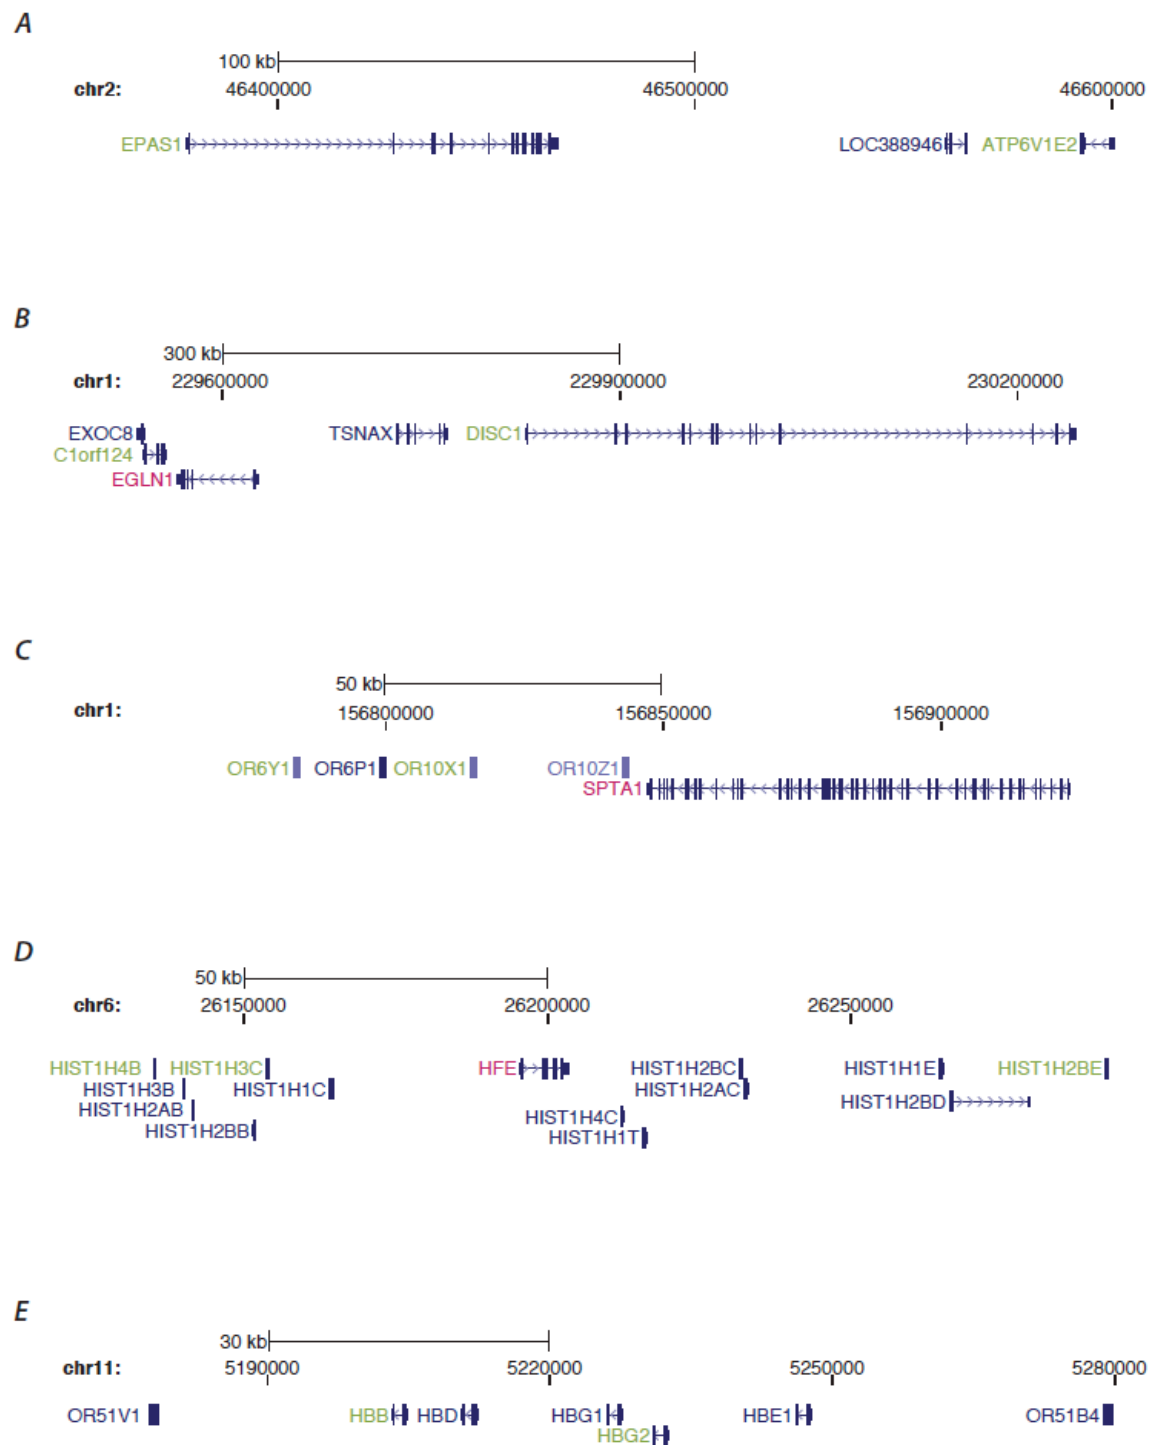 A
100 kb
chr2: 46400000 46500000 46600000
EPAS1 LOC388946 ATP6V1E2
B
300 kb
chr1: 229600000 229900000 230200000
EXOC8 TSNAX DISC1
C1orf124
EGLN1
C
50 kb
chr1: 156800000 156850000 156900000
OR6Y1 OR6P1 OR10X1 OR10Z1
SPTA1
D
50 kb
chr6: 26150000 26200000 26250000
HIST1H4B HIST1H3C HFE HIST1H2BC HIST1H1E HIST1H2BE
HIST1H3B HIST1H1C HIST1H2AC
HIST1H2AB HIST1H4C HIST1H2BD
HIST1H2BB HIST1H1T
E
30 kb
chr11: 5190000 5220000 5250000 5280000
OR51V1 HBB HBD HBG1 HBE1 OR51B4
HBG2